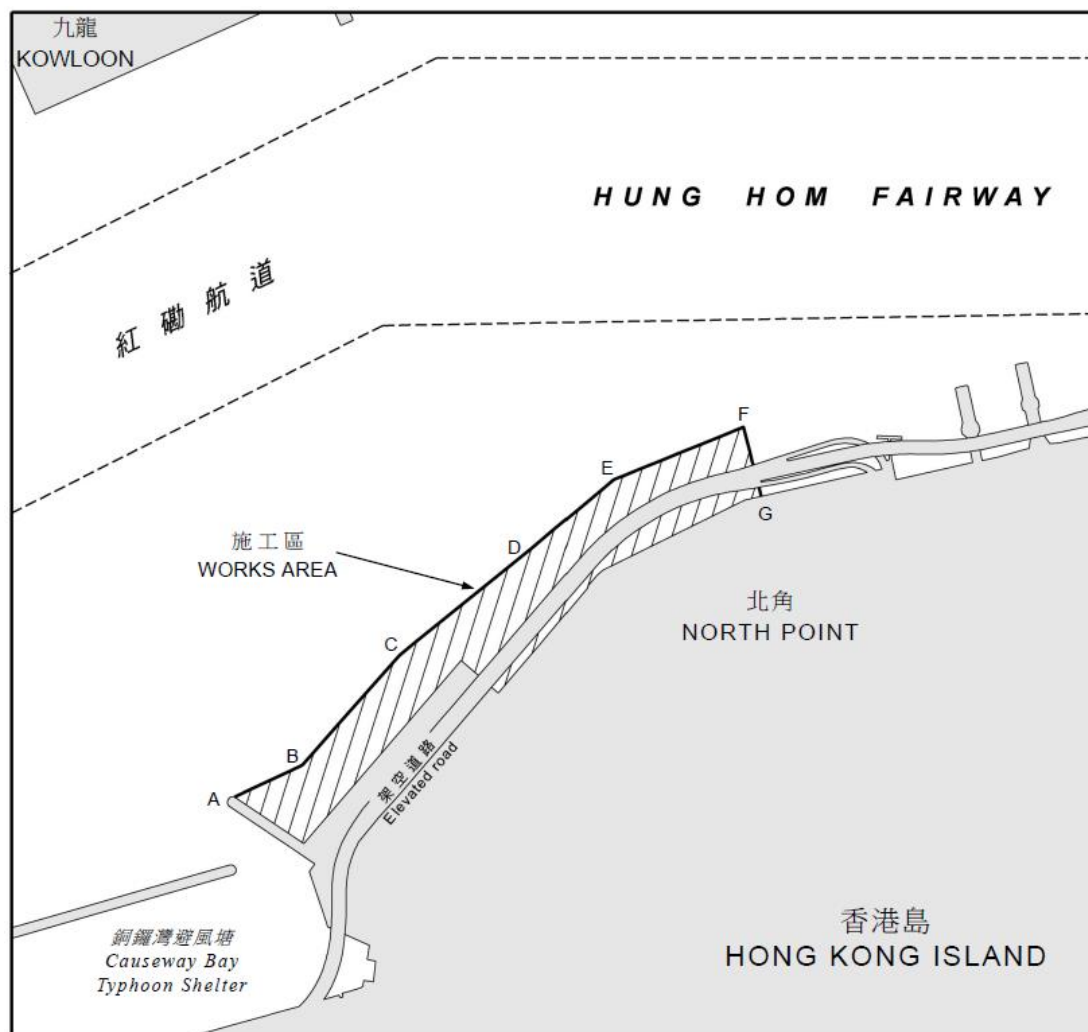 九龍
KOWLOON
HUNG HOM FAIRWAY
紅磡航道
F
E
G
施工區
WORKS AREA
D
北角
NORTH POINT
C
B
A
架空道路
Elevated road
香港島
HONG KONG ISLAND
銅鑼灣避風塘
Causeway Bay
Typhoon Shelter